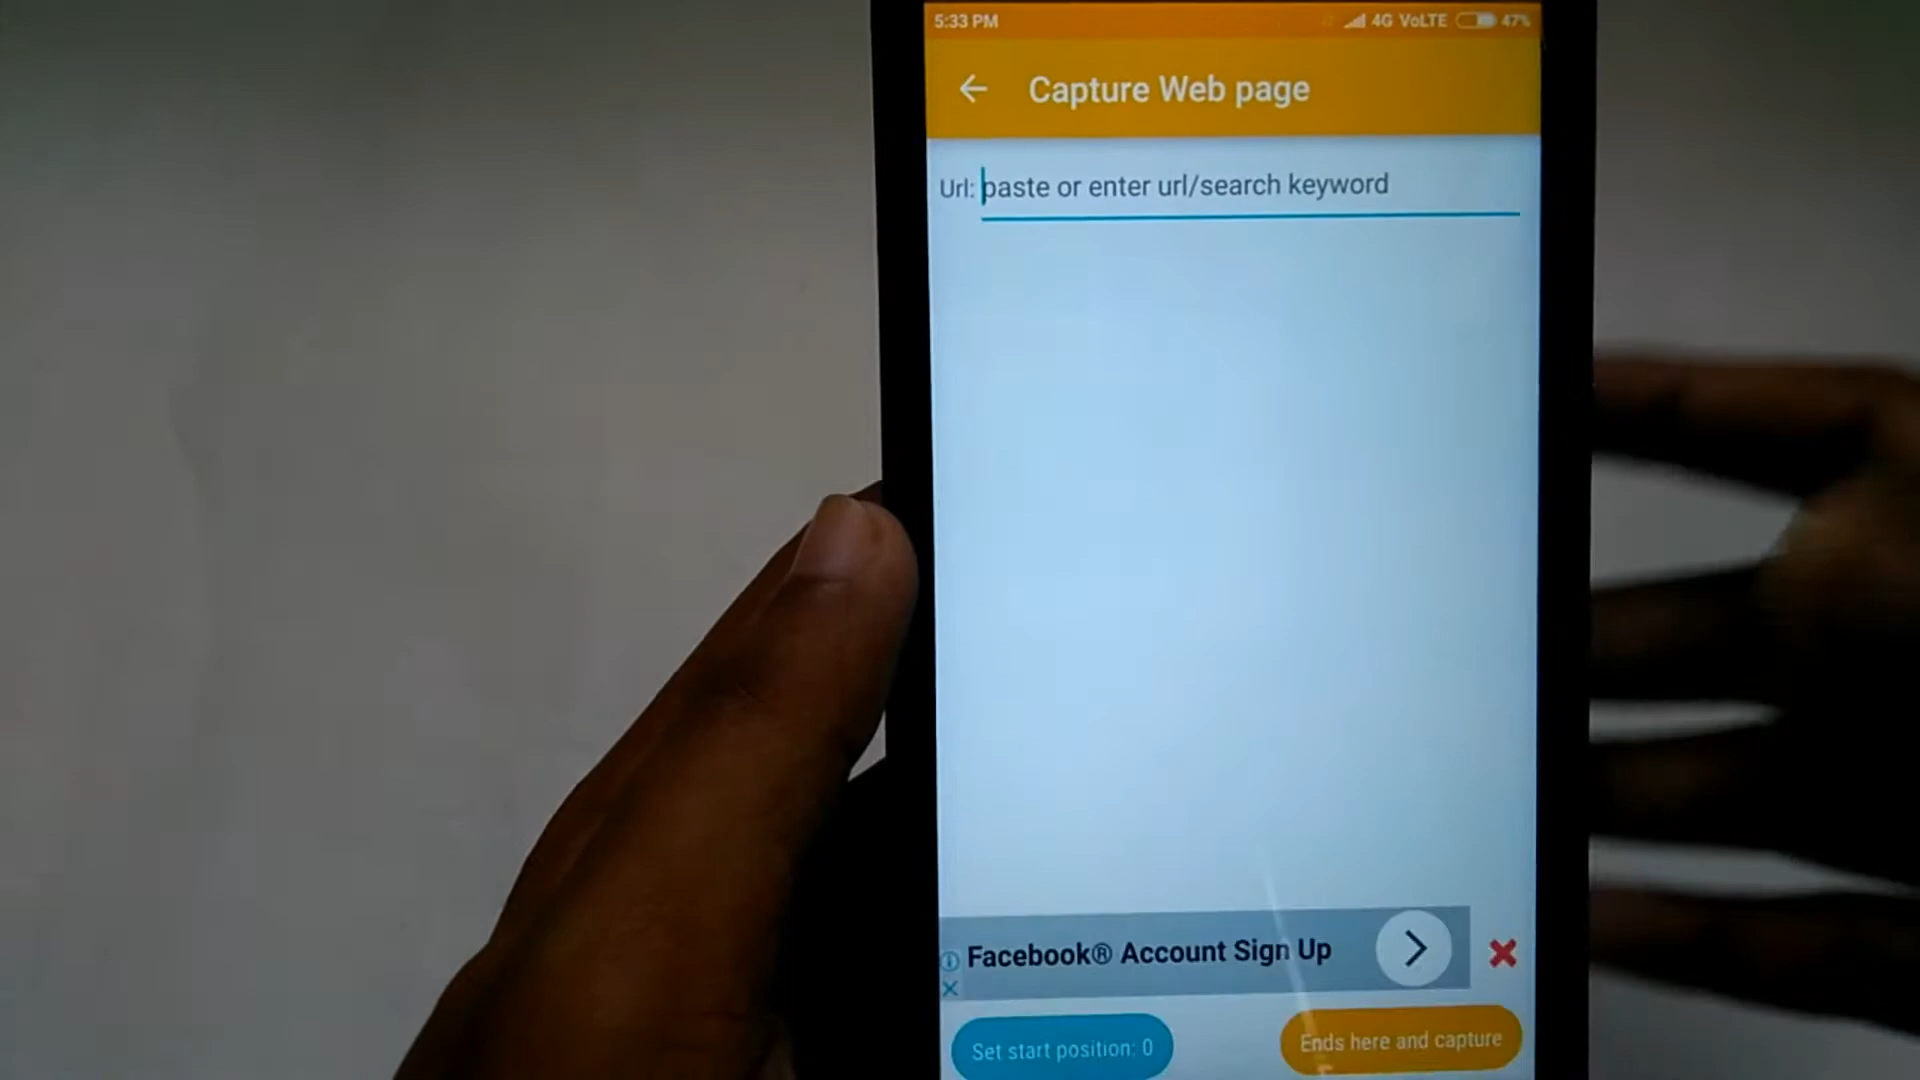 5:33 PM 4G VoLTE 47%
Capture Web page
Url: paste or enter url/search keyword
Facebook® Account Sign Up
Set start position: 0 Ends here and capture